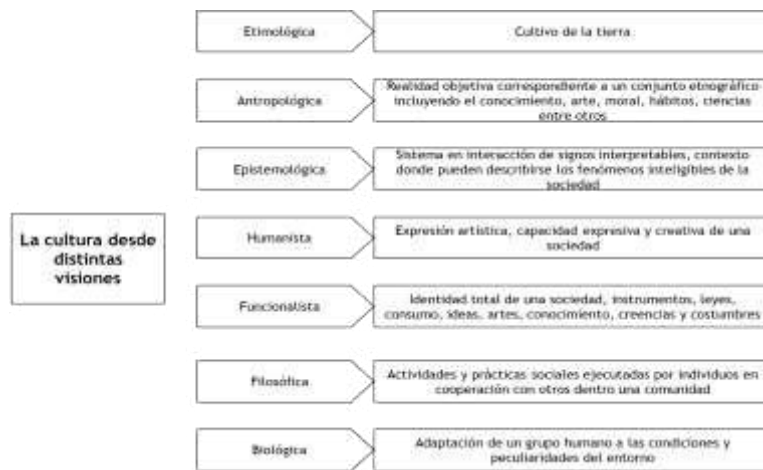 Etimológica
Cultivo de la tierra
Antropológica
Realidad objetiva correspondiente a un conjunto etnográfico
incluyendo el conocimiento, arte, moral, hábitos, ciencias
entre otros
Epistemológica
Sistema en interacción de signos interpretables, contexto
donde pueden describirse los fenómenos inteligibles de la
sociedad
La cultura desde
distintas
visiones
Humanista
Expresión artística, capacidad expresiva y creativa de una
sociedad
Funcionalista
Identidad total de una sociedad, instrumentos, leyes,
consumo, ideas, artes, conocimiento, creencias y costumbres
Filosófica
Actividades y prácticas sociales ejecutadas por individuos en
cooperación con otros dentro una comunidad
Biológica
Adaptación de un grupo humano a las condiciones y
peculiaridades del entorno